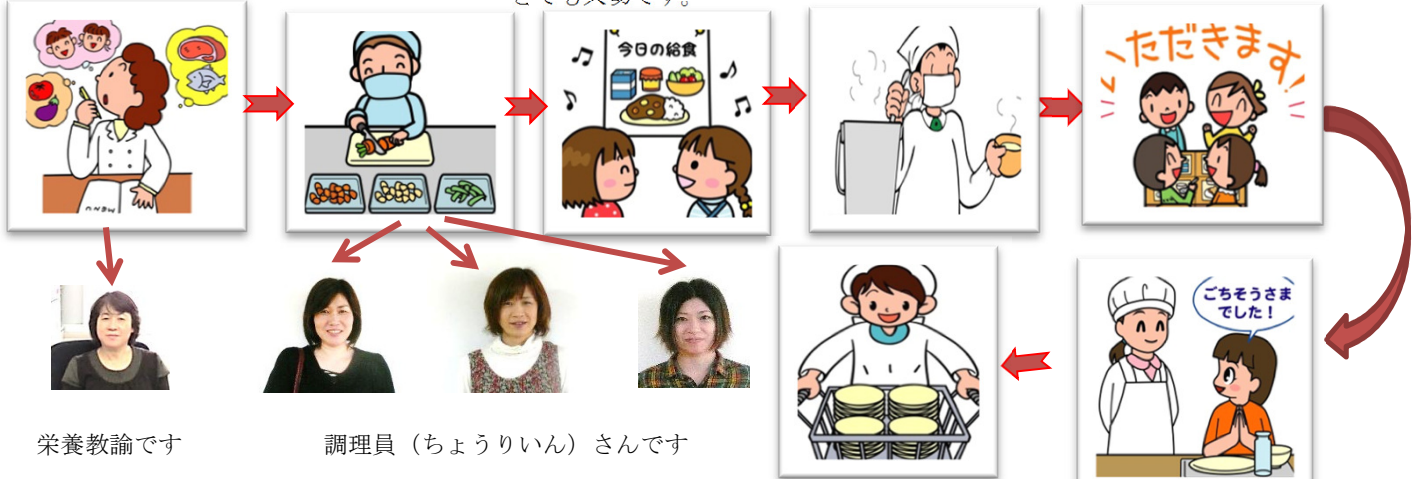 今日の給食
いただきます!
ごちそうさま
でした!
栄養教諭です
調理員(ちょうりいん)さんです